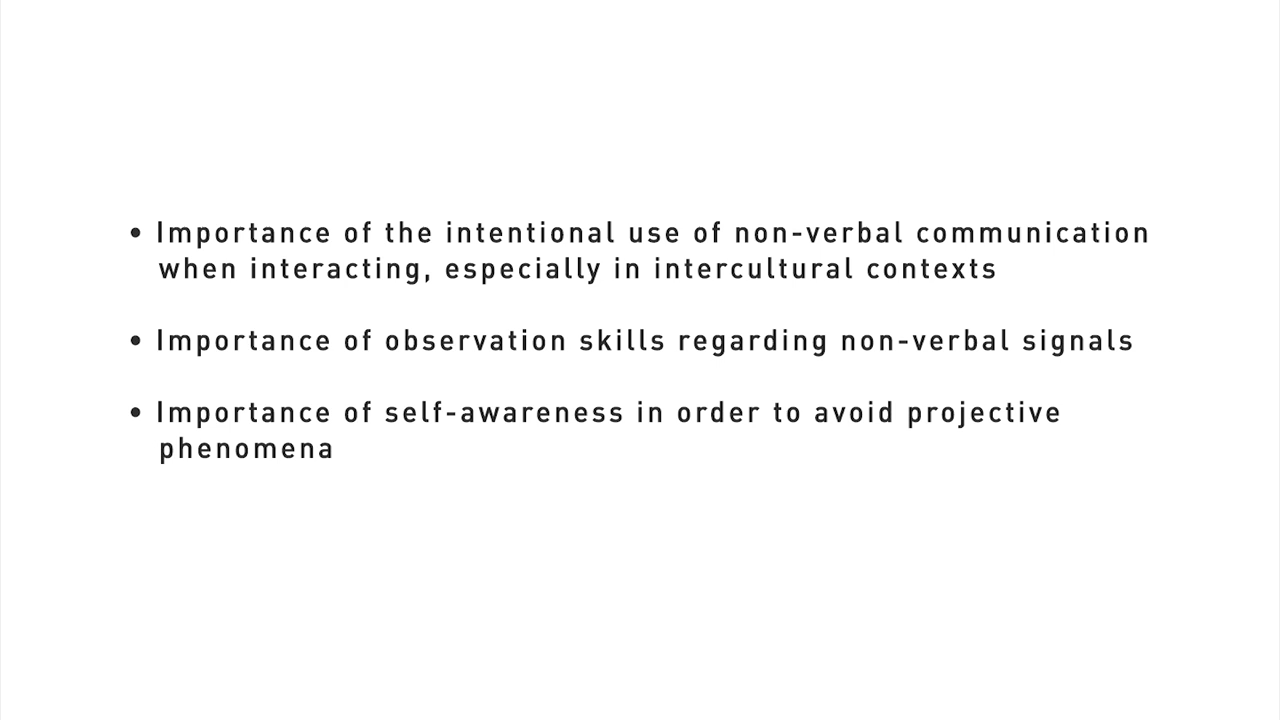 • Importance of the intentional use of non-verbal communication
when interacting, especially in intercultural contexts
• Importance of observation skills regarding non-verbal signals
• Importance of self-awareness in order to avoid projective
phenomena